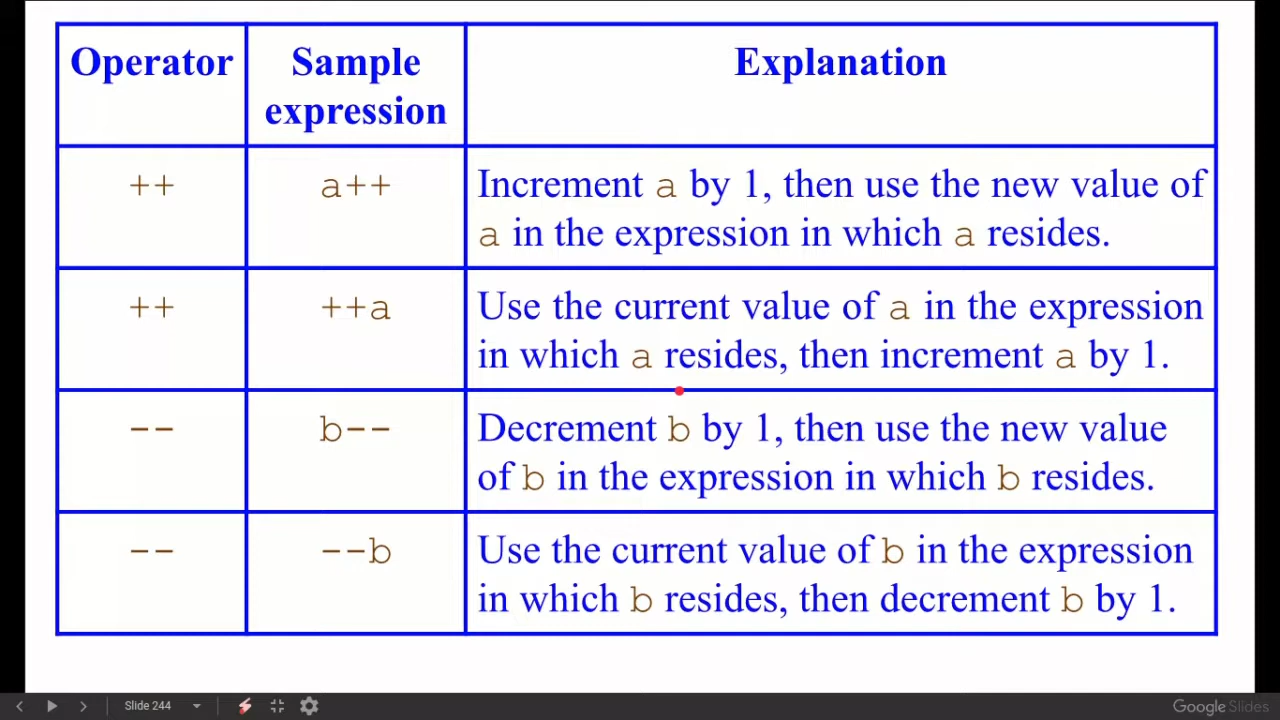 Operator
Sample
expression
Explanation
++
a++
Increment a by 1, then use the new value of
a in the expression in which a resides.
++
++a
Use the current value of a in the expression
in which a resides, then increment a by 1.
--
b--
Decrement b by 1, then use the new value
of b in the expression in which b resides.
--
--b
Use the current value of b in the expression
in which b resides, then decrement b by 1.
Slide 244
Google Slides